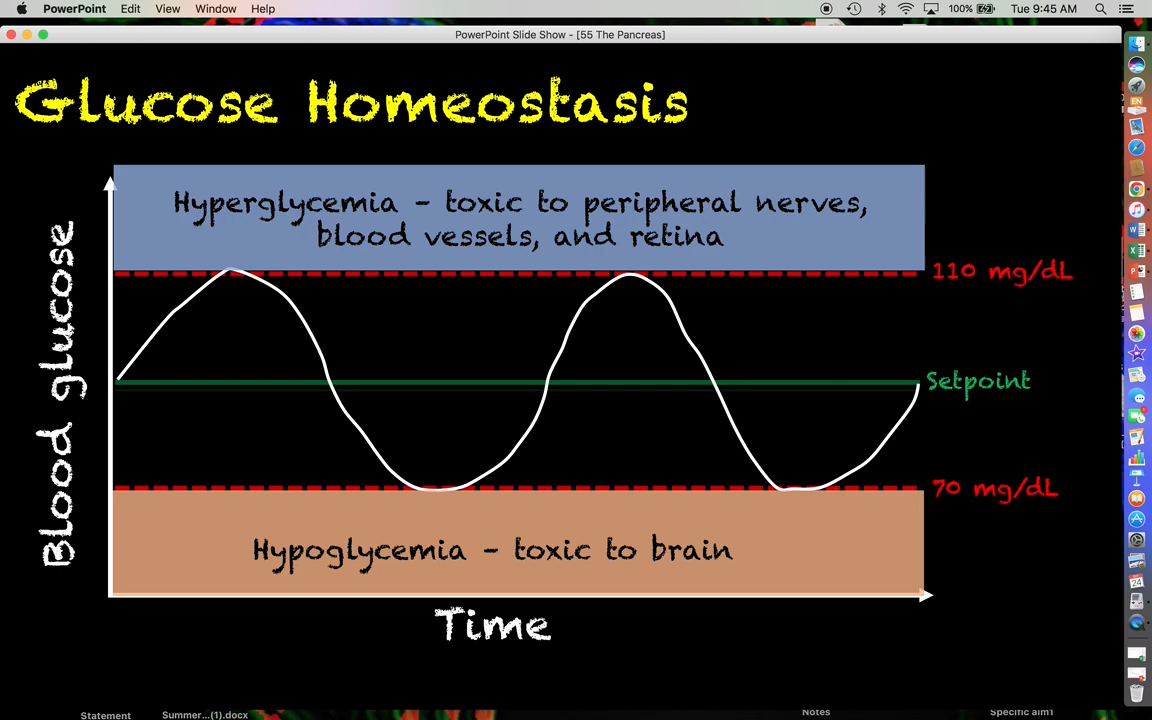 PowerPoint Edit View Window Help 100% Tue 9:45 AM
PowerPoint Slide Show - [55 The Pancreas]
Glucose Homeostasis
Hyperglycemia – toxic to peripheral nerves,
blood vessels, and retina
110 mg/dL
Blood glucose
Setpoint
70 mg/dL
Hypoglycemia – toxic to brain
Time
Statement Summer...(1).docx Notes Specific aim1